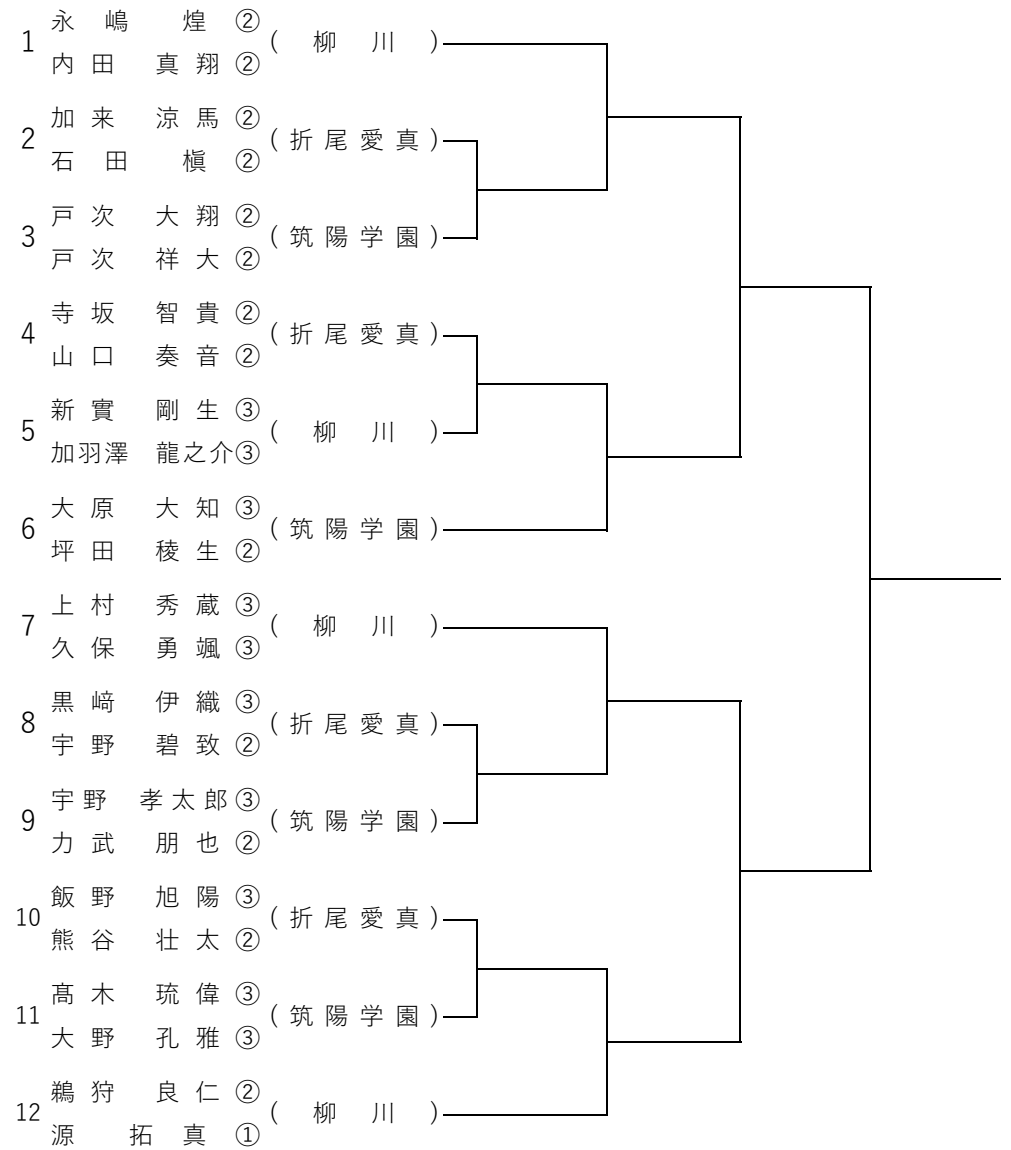 永嶋 煌 ②
1 ( 柳川 )
内田 真翔 ②
加来 涼馬 ②
2 ( 折尾愛真 )
石田 槇 ②
戸次 大翔 ②
3 ( 筑陽学園 )
戸次 祥大 ②
寺坂 智貴 ②
4 ( 折尾愛真 )
山口 奏音 ②
新實 剛生 ③
5 ( 柳川 )
加羽澤 龍之介 ③
大原 大知 ③
6 ( 筑陽学園 )
坪田 稜生 ②
上村 秀蔵 ③
7 ( 柳川 )
久保 勇颯 ③
黒﨑 伊織 ③
8 ( 折尾愛真 )
宇野 碧致 ②
宇野 孝太郎 ③
9 ( 筑陽学園 )
力武 朋也 ②
飯野 旭陽 ③
10 ( 折尾愛真 )
熊谷 壮太 ②
髙木 琉偉 ③
11 ( 筑陽学園 )
大野 孔雅 ③
鵜狩 良仁 ②
12 ( 柳川 )
源 拓真 ①